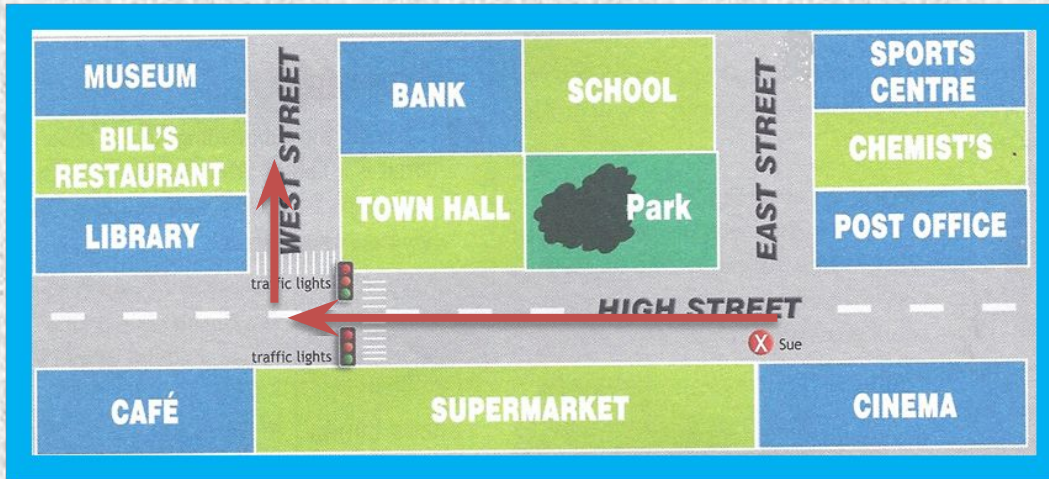 MUSEUM
BILL'S
RESTAURANT
LIBRARY
WEST STREET
BANK
SCHOOL
TOWN HALL
Park
EAST STREET
SPORTS
CENTRE
CHEMIST'S
POST OFFICE
traffic lights
HIGH STREET
X Sue
traffic lights
CAFÉ
SUPERMARKET
CINEMA